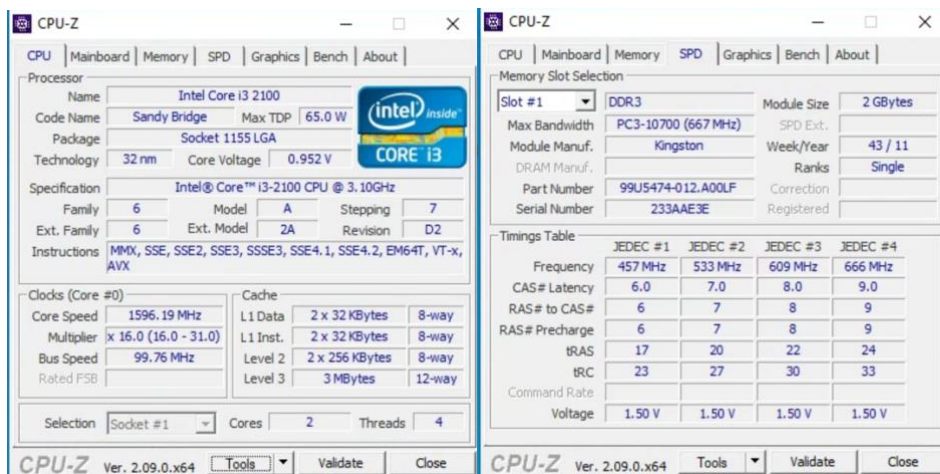 CPU-Z
CPU Mainboard Memory SPD Graphics Bench About
Processor
Name Intel Core i3 2100
Code Name Sandy Bridge Max TDP 65.0 W
Package Socket 1155 LGA
Technology 32 nm Core Voltage 0.952 V
intel inside
CORE i3
Specification Intel® Core™ i3-2100 CPU @ 3.10GHz
Family 6 Model A Stepping 7
Ext. Family 6 Ext. Model 2A Revision D2
Instructions MMX, SSE, SSE2, SSE3, SSSE3, SSE4.1, SSE4.2, EM64T, VT-x,
AVX
Clocks (Core #0)
Core Speed 1596.19 MHz
Multiplier x 16.0 (16.0 - 31.0)
Bus Speed 99.76 MHz
Rated FSB
Cache
L1 Data 2 x 32 KBytes 8-way
L1 Inst. 2 x 32 KBytes 8-way
Level 2 2 x 256 KBytes 8-way
Level 3 3 MBytes 12-way
Selection Socket #1 Cores 2 Threads 4
CPU-Z Ver. 2.09.0.x64 Tools Validate Close
CPU-Z
CPU Mainboard Memory SPD Graphics Bench About
Memory Slot Selection
Slot #1 DDR3 Module Size 2 GBytes
Max Bandwidth PC3-10700 (667 MHz) SPD Ext.
Module Manuf. Kingston Week/Year 43 / 11
DRAM Manuf. Ranks Single
Part Number 99U5474-012.A00LF Correction
Serial Number 233AAE3E Registered
Timings Table
JEDEC #1 JEDEC #2 JEDEC #3 JEDEC #4
Frequency 457 MHz 533 MHz 609 MHz 666 MHz
CAS# Latency 6.0 7.0 8.0 9.0
RAS# to CAS# 6 7 8 9
RAS# Precharge 6 7 8 9
tRAS 17 20 22 24
tRC 23 27 30 33
Command Rate
Voltage 1.50 V 1.50 V 1.50 V 1.50 V
CPU-Z Ver. 2.09.0.x64 Tools Validate Close